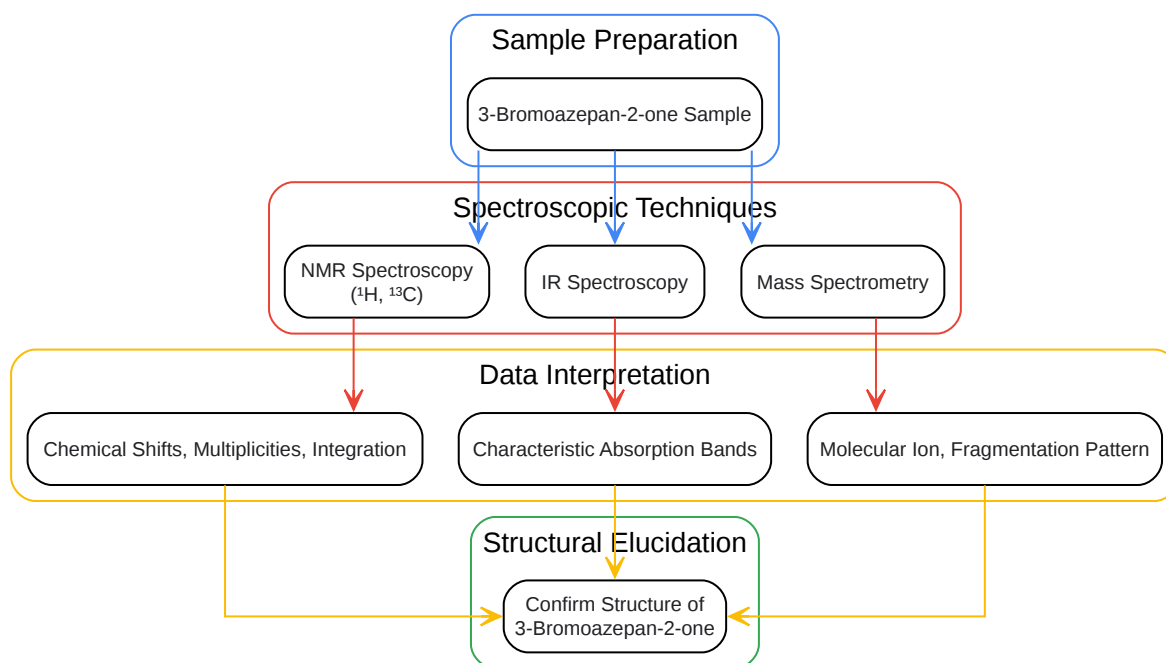 Sample Preparation
3-Bromoazepan-2-one Sample
Spectroscopic Techniques
NMR Spectroscopy
(¹H, ¹³C)
IR Spectroscopy
Mass Spectrometry
Data Interpretation
Chemical Shifts, Multiplicities, Integration
Characteristic Absorption Bands
Molecular Ion, Fragmentation Pattern
Structural Elucidation
Confirm Structure of
3-Bromoazepan-2-one